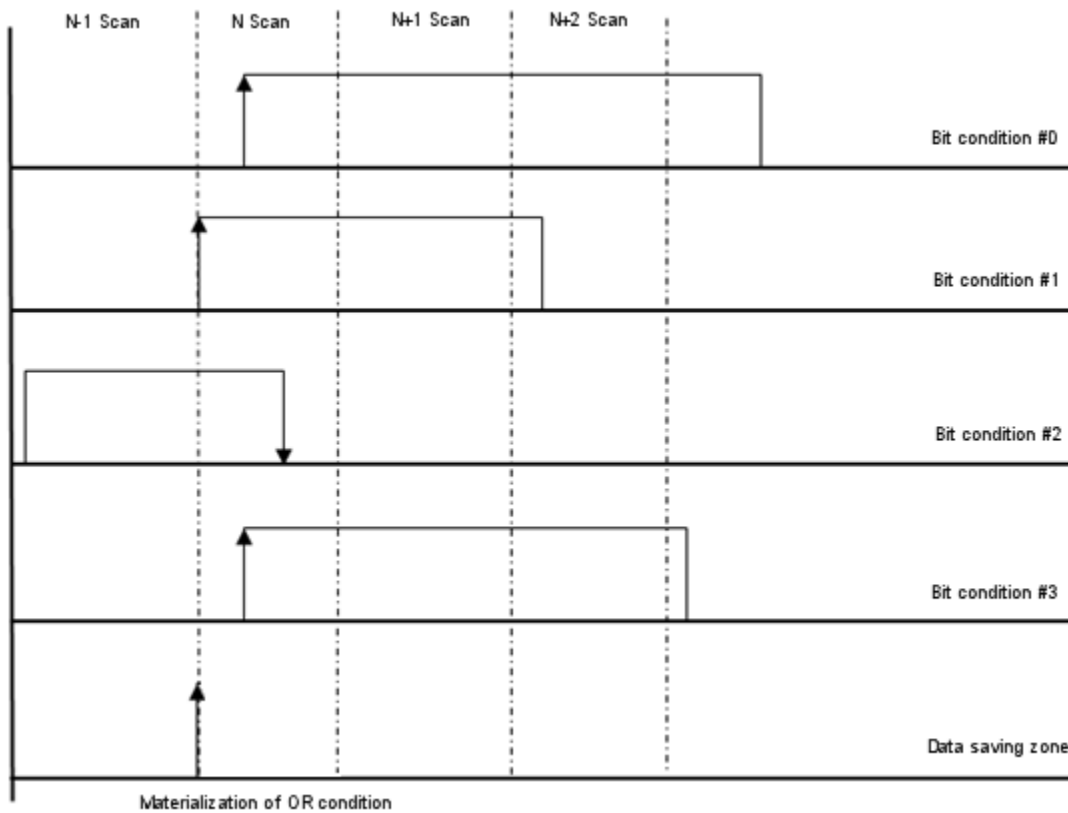 N-1 Scan N Scan N+1 Scan N+2 Scan
Bit condition #0
Bit condition #1
Bit condition #2
Bit condition #3
Data saving zone
Materialization of OR condition